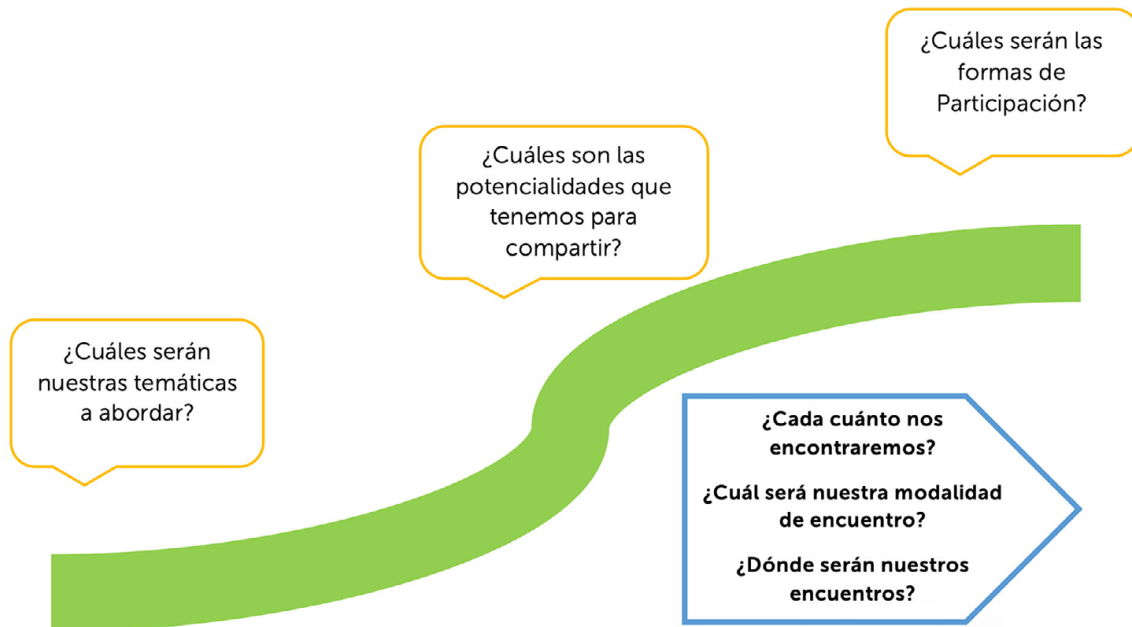 ¿Cuáles serán las
formas de
Participación?
¿Cuáles son las
potencialidades que
tenemos para
compartir?
¿Cuáles serán
nuestras temáticas
a abordar?
¿Cada cuánto nos
encontraremos?
¿Cuál será nuestra modalidad
de encuentro?
¿Dónde serán nuestros
encuentros?